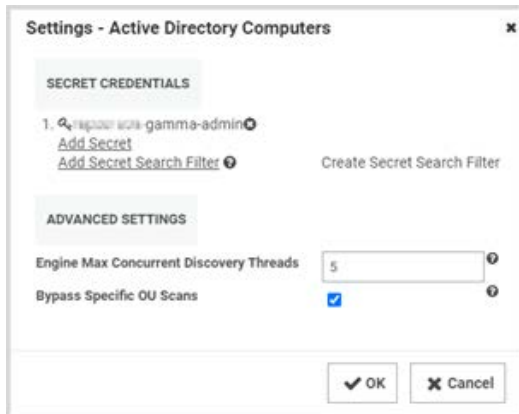 Settings - Active Directory Computers
SECRET CREDENTIALS
1. -gamma-admin
Add Secret
Add Secret Search Filter
Create Secret Search Filter
ADVANCED SETTINGS
Engine Max Concurrent Discovery Threads
5
Bypass Specific OU Scans
OK
Cancel